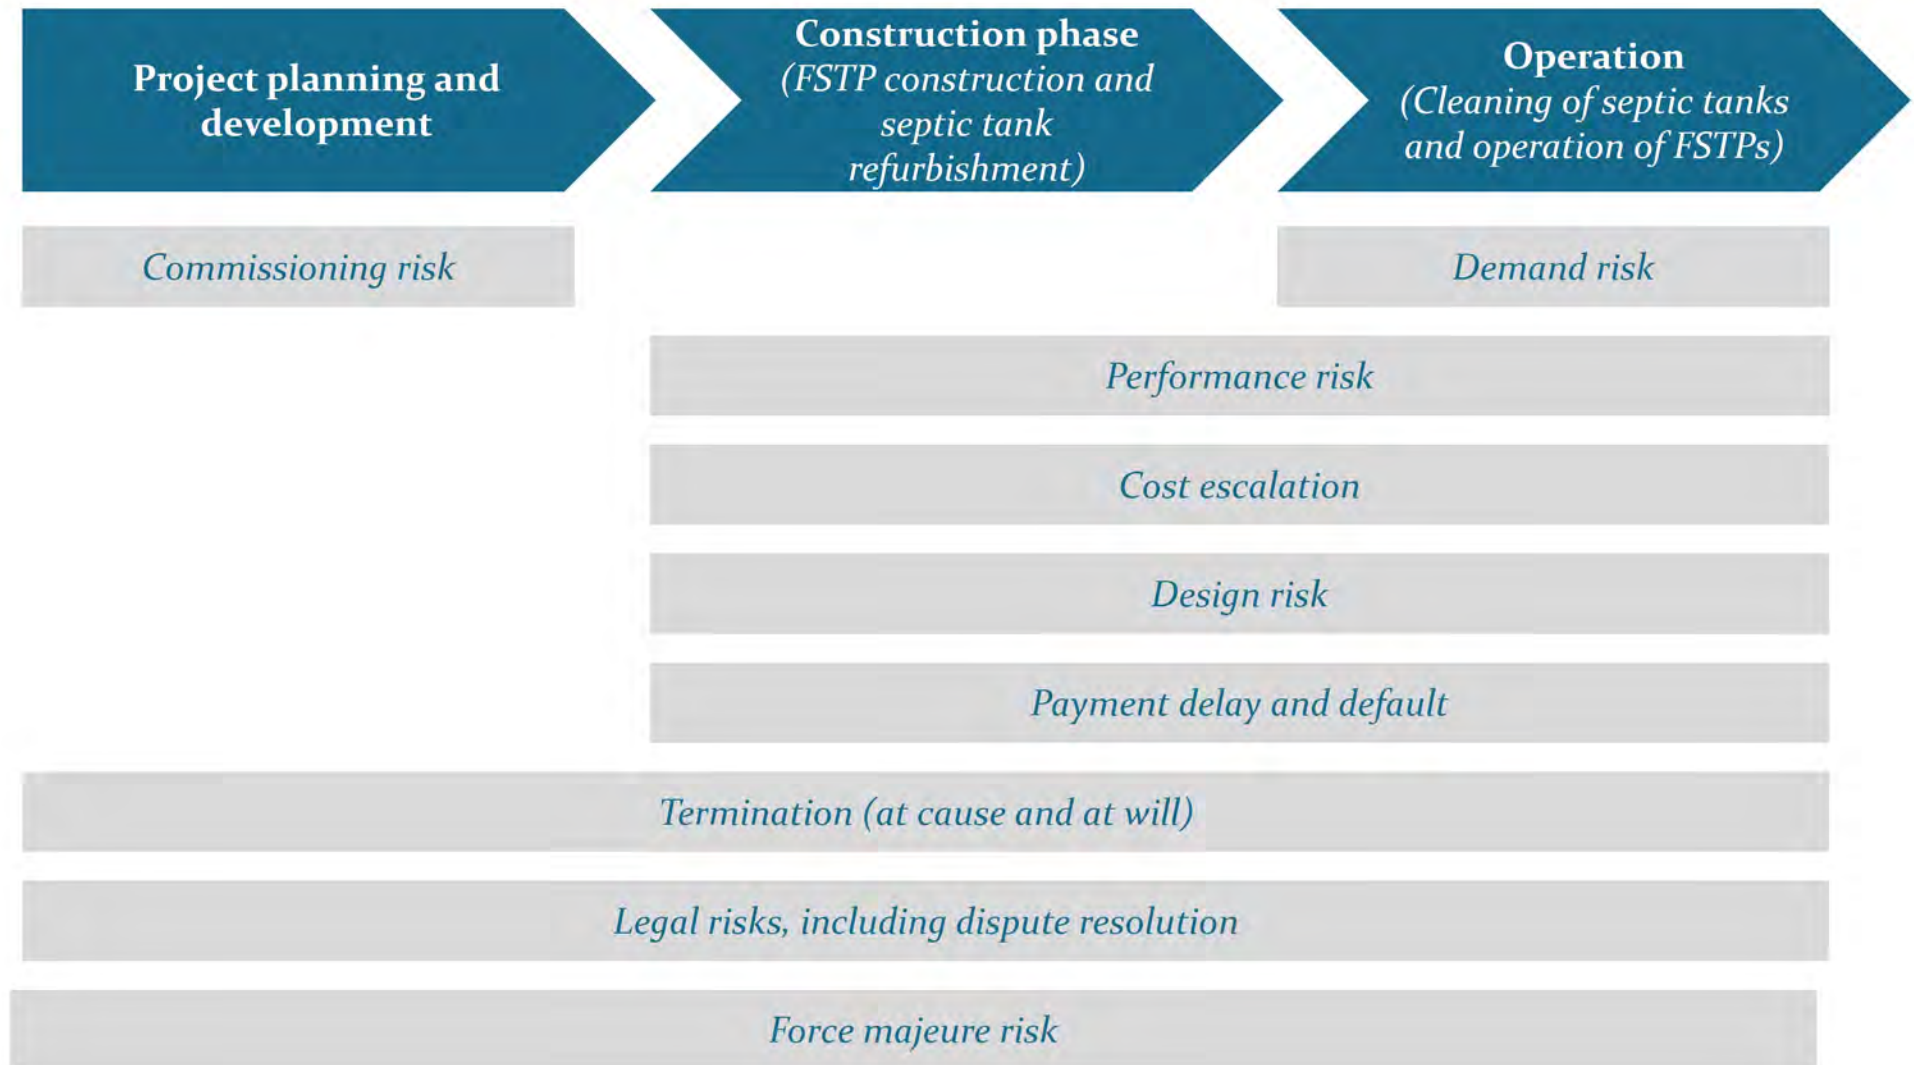 Project planning and
development
Construction phase
(FSTP construction and
septic tank
refurbishment)
Operation
(Cleaning of septic tanks
and operation of FSTPs)
Commissioning risk
Demand risk
Performance risk
Cost escalation
Design risk
Payment delay and default
Termination (at cause and at will)
Legal risks, including dispute resolution
Force majeure risk